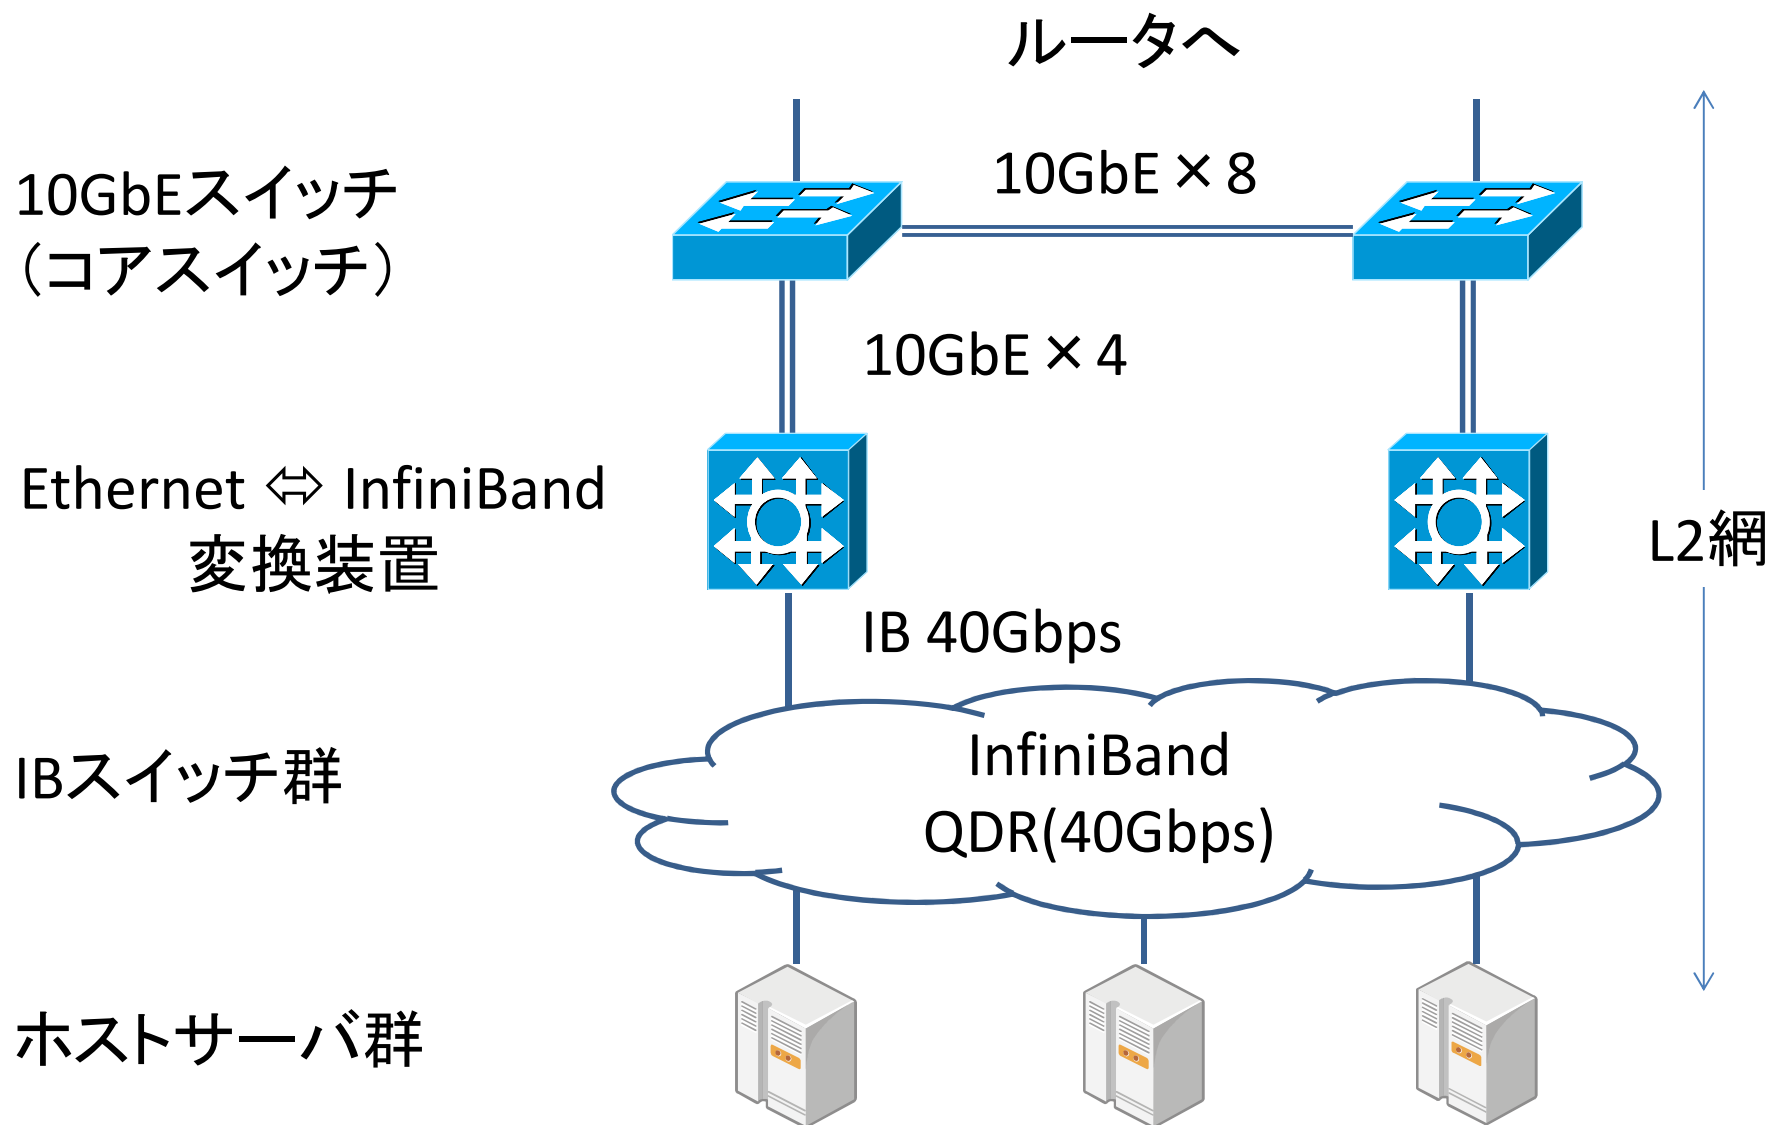 ルータへ
10GbE×8
10GbEスイッチ
（コアスイッチ）
10GbE×4
Ethernet ⇔ InfiniBand
変換装置
L2網
IB 40Gbps
InfiniBand
QDR(40Gbps)
IBスイッチ群
ホストサーバ群